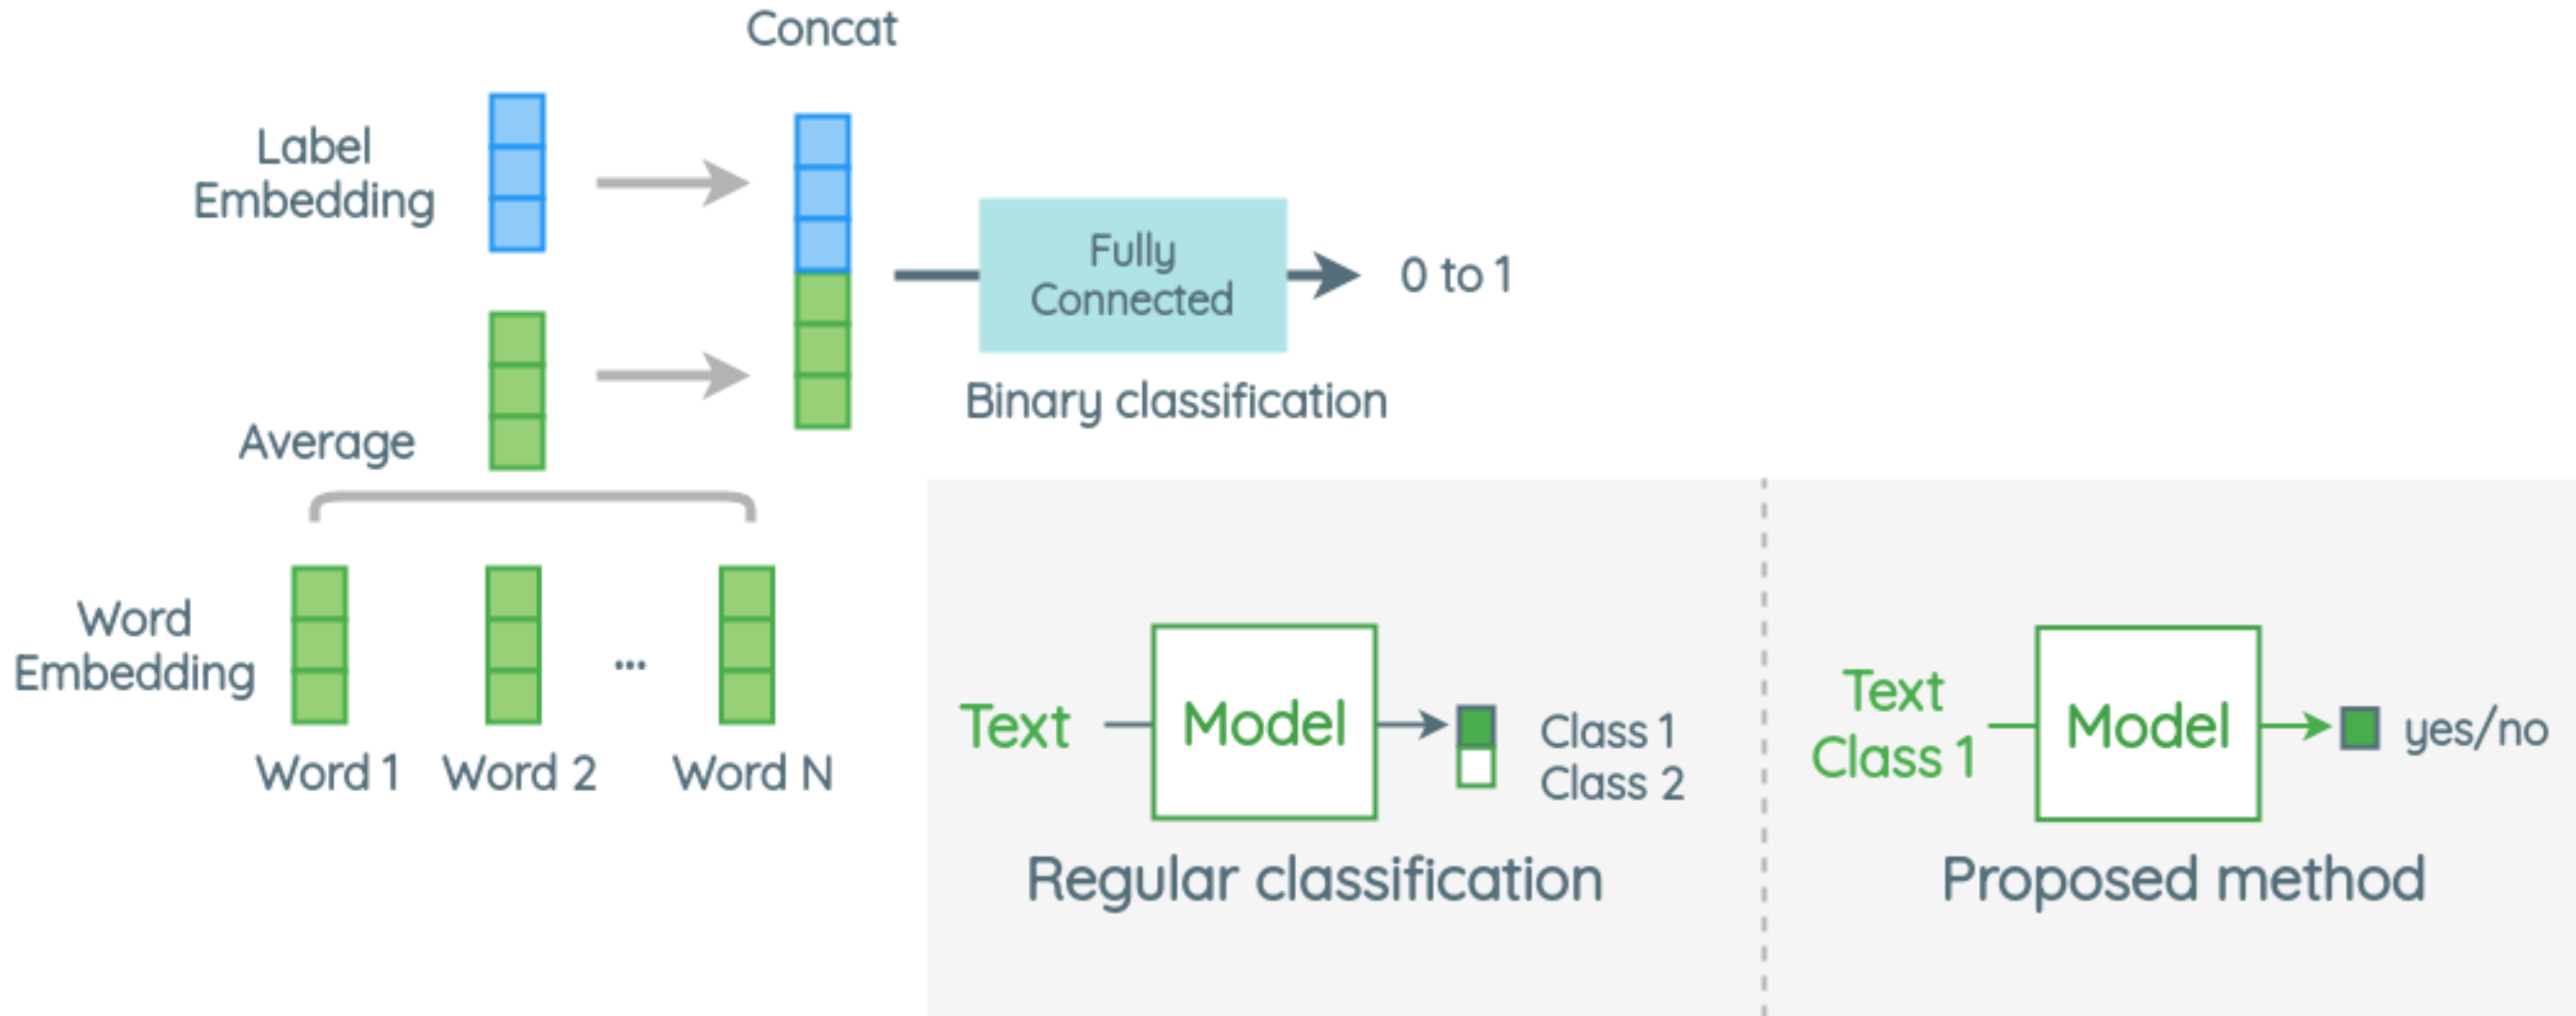 Concat
Label
Embedding
Fully
Connected
0 to 1
Binary classification
Average
Word
Embedding
...
Word 1
Word 2
Word N
Text
Model
Class 1
Class 2
Regular classification
Text
Class 1
Model
yes/no
Proposed method